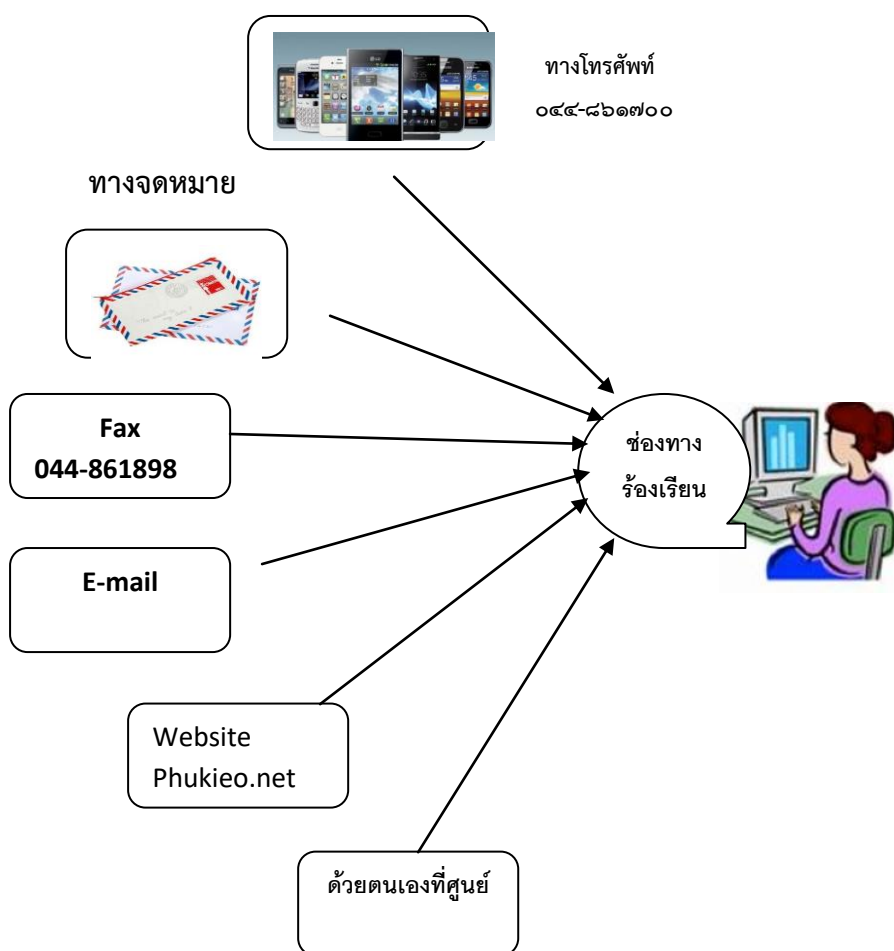 ทางโทรศัพท์
๐๔๔-๘๖๑๗๐๐
ทางจดหมาย
Fax
044-861898
ช่องทาง
ร้องเรียน
E-mail
Website
Phukieo.net
ด้วยตนเองที่ศูนย์